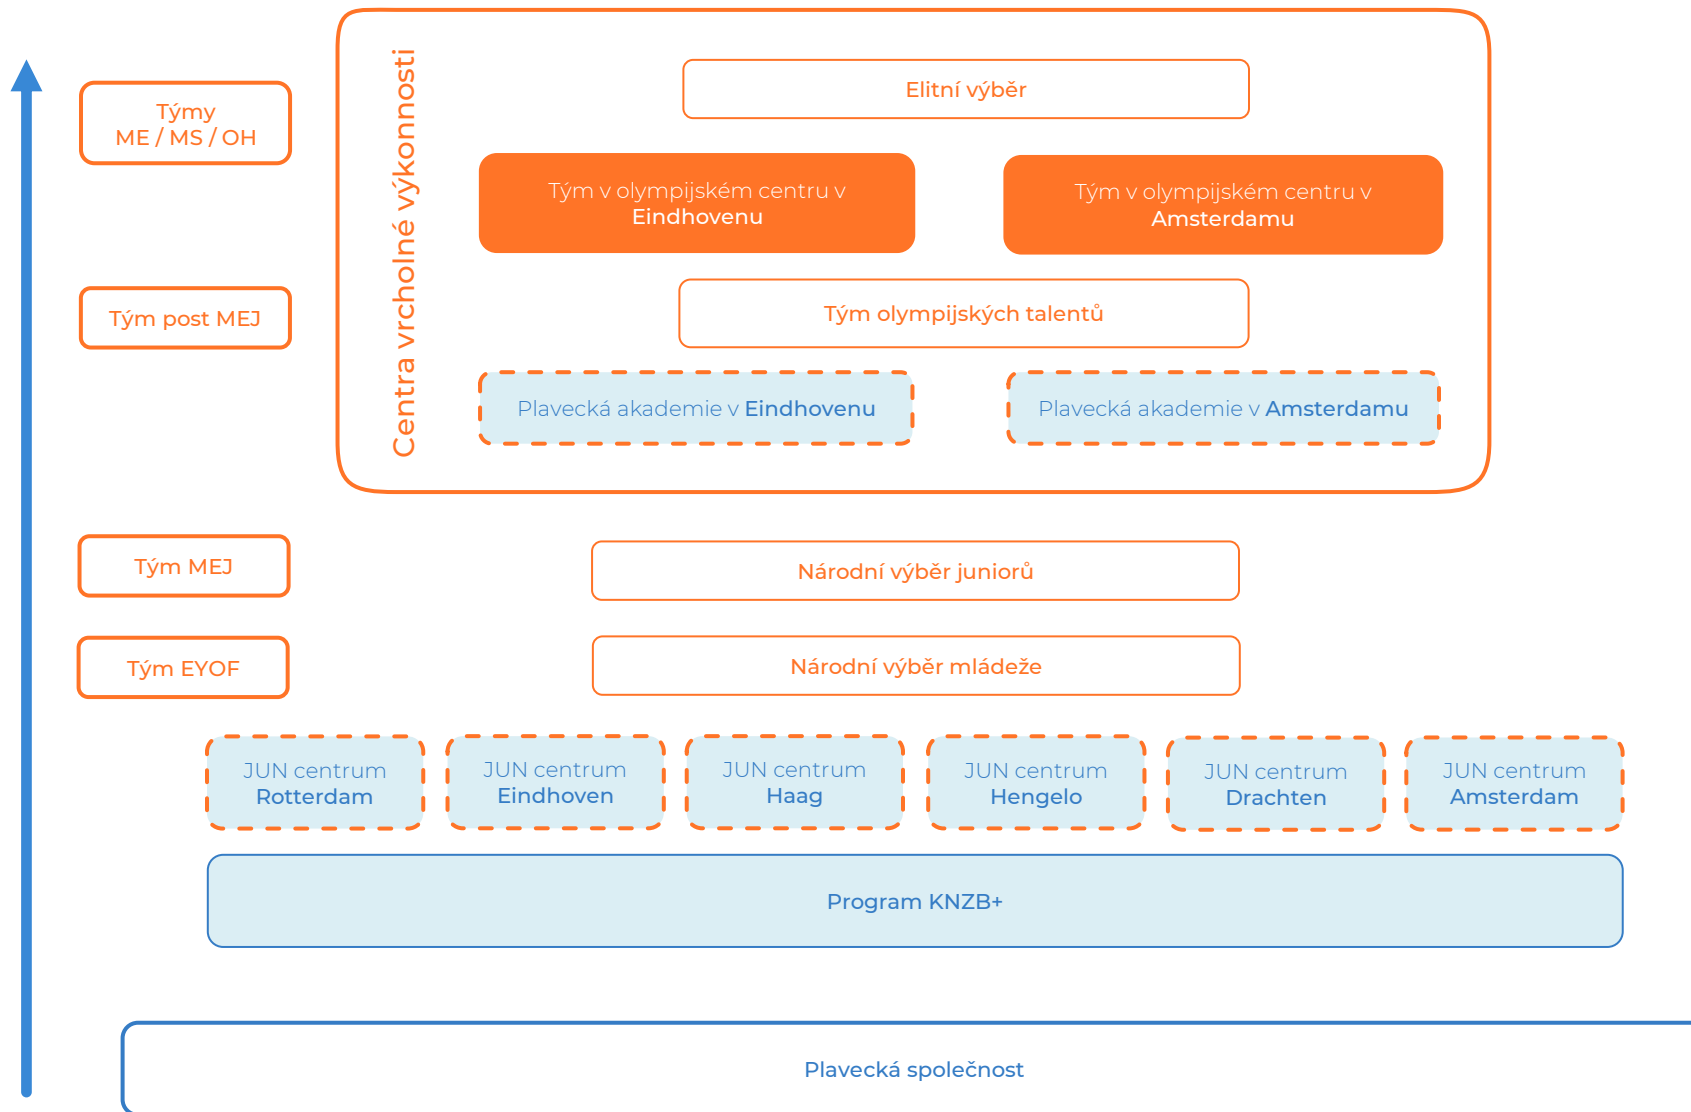 Centra vrcholné výkonnosti
Týmy
ME / MS / OH
Elitní výběr
Tým v olympijském centru v
Eindhovenu
Tým v olympijském centru v
Amsterdamu
Tým post MEJ
Tým olympijských talentů
Plavecká akademie v Eindhovenu
Plavecká akademie v Amsterdamu
Tým MEJ
Národní výběr juniorů
Tým EYOF
Národní výběr mládeže
JUN centrum
Rotterdam
JUN centrum
Eindhoven
JUN centrum
Haag
JUN centrum
Hengelo
JUN centrum
Drachten
JUN centrum
Amsterdam
Program KNZB+
Plavecká společnost